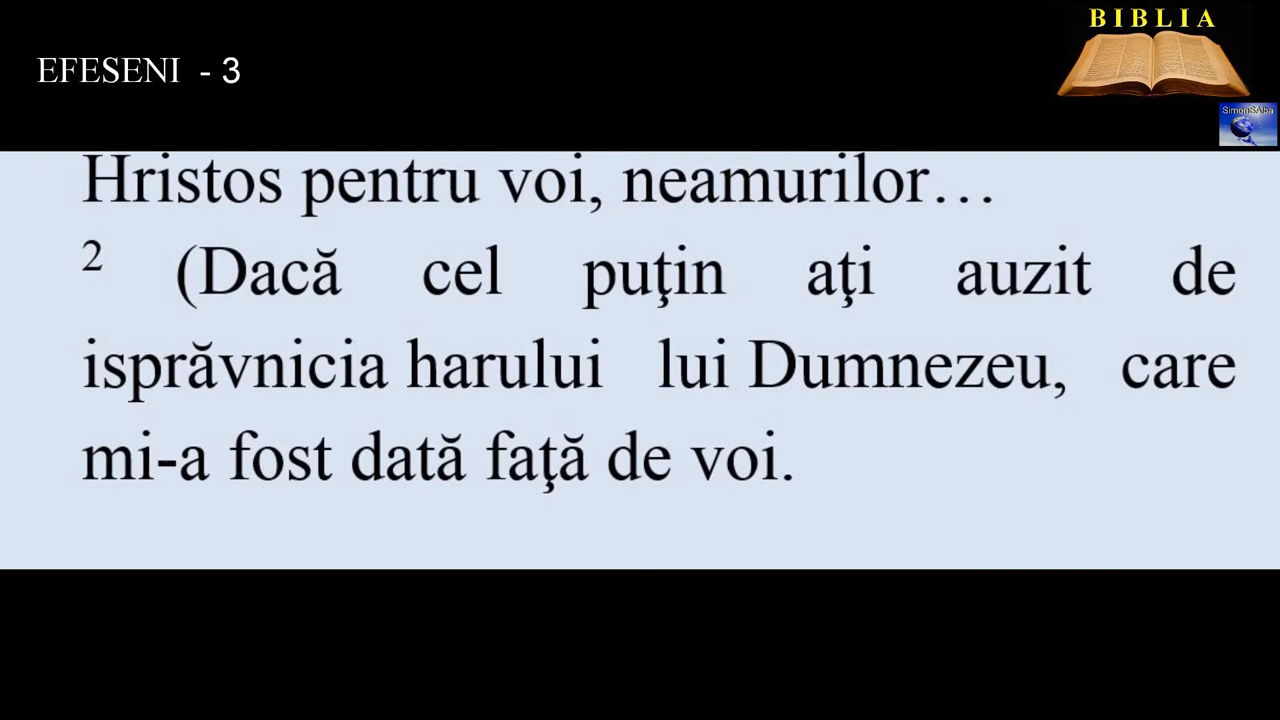 BIBLIA
EFESENI - 3
SimonSAlba
Hristos pentru voi, neamurilor…
2 (Dacă cel puţin aţi auzit de
isprăvnicia harului lui Dumnezeu, care
mi-a fost dată faţă de voi.